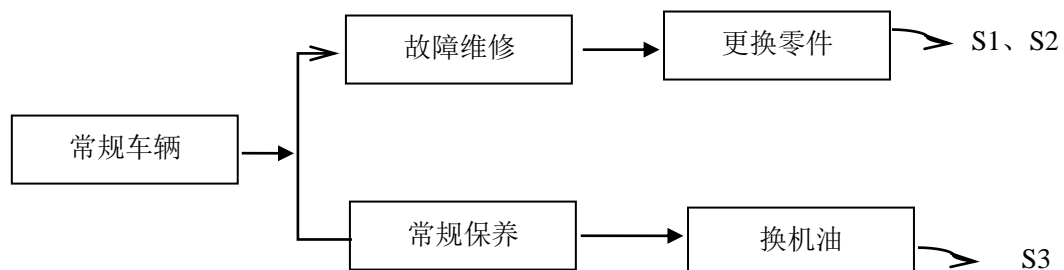 故障维修
更换零件
S1、S2
常规车辆
常规保养
换机油
S3